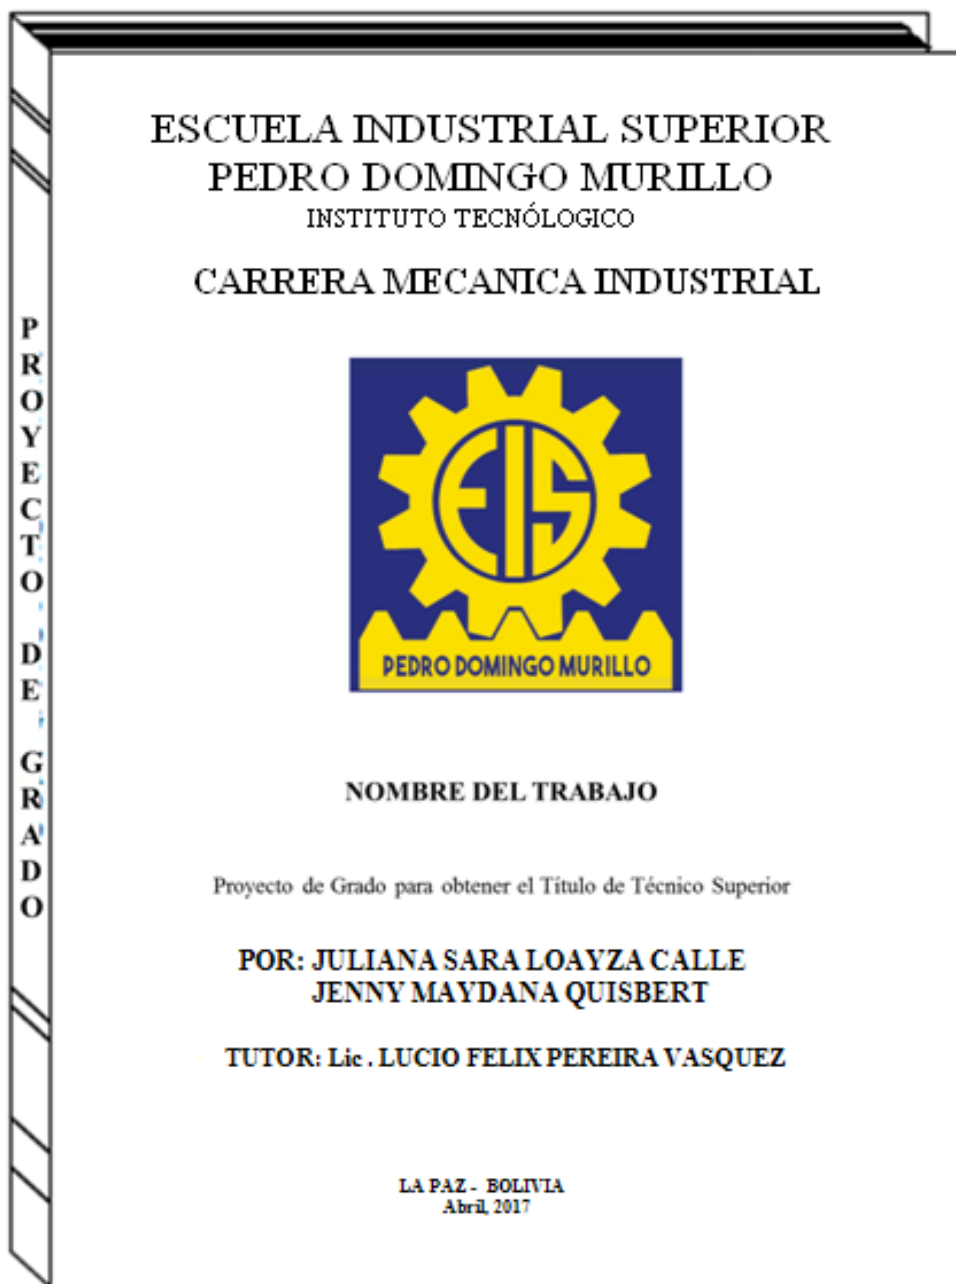 ESCUELA INDUSTRIAL SUPERIOR
PEDRO DOMINGO MURILLO
INSTITUTO TECNÓLOGICO
CARRERA MECANICA INDUSTRIAL
EIS
PEDRO DOMINGO MURILLO
NOMBRE DEL TRABAJO
Proyecto de Grado para obtener el Título de Técnico Superior
POR: JULIANA SARA LOAYZA CALLE
JENNY MAYDANA QUISBERT
TUTOR: Lic . LUCIO FELIX PEREIRA VASQUEZ
LA PAZ - BOLIVIA
Abril, 2017
PROYECTO DE GRADO